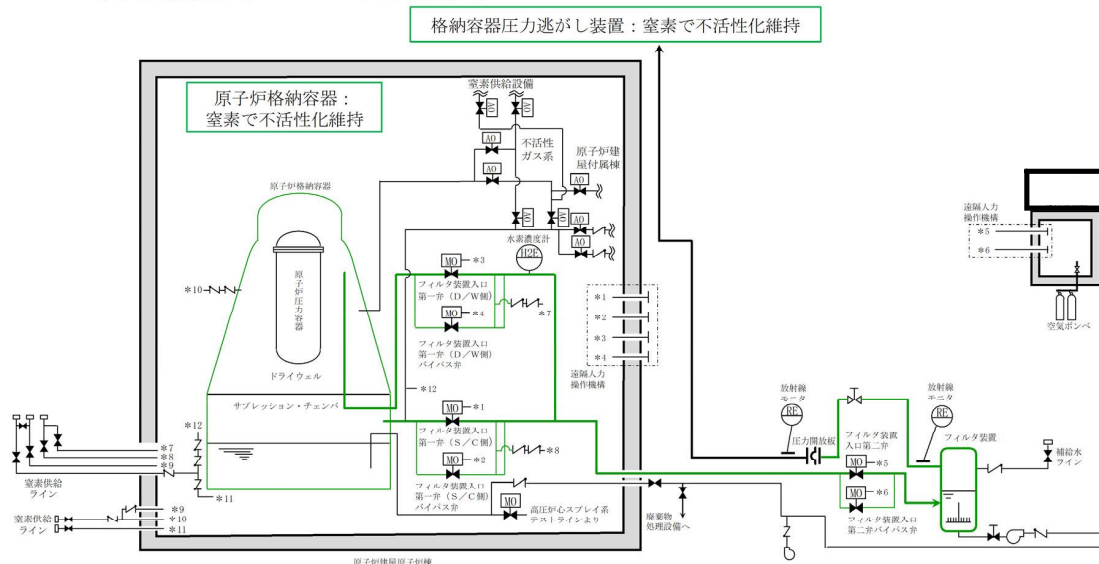 格納容器圧力逃がし装置：窒素で不活性化維持
原子炉格納容器：
窒素で不活性化維持
窒素供給設備
AO
AO
AO
AO
不活性
ガス系
原子炉建
屋付属棟
AO
AO
AO
AO
AO
原子炉格納容器
原子炉圧力容器
ドライウェル
サプレッション・チェンバ
*10
水素濃度計
H2E
MO
*3
フィルタ装置入口
第一弁（D／W側）
MO
*4
*7
フィルタ装置入口
第一弁（D／W側）
バイパス弁
*12
MO
*1
フィルタ装置入口
第一弁（S／C側）
MO
*2
*8
フィルタ装置入口
第一弁（S／C側）
バイパス弁
MO
高圧炉心スプレイ系
テストラインより
*1
*2
*3
*4
遠隔人力
操作機構
遠隔人力
操作機構
*5
*6
空気ボンベ
放射線
モニタ
RE
放射線
モニタ
RE
圧力開放板
フィルタ装置
入口第二弁
MO
*5
MO
*6
フィルタ装置入口
第二弁バイパス弁
フィルタ装置
補給水
ライン
廃棄物
処理設備へ
*12
*7
*8
*9
*11
窒素供給
ライン
*9
*10
*11
窒素供給
ライン
原子炉建屋原子炉棟